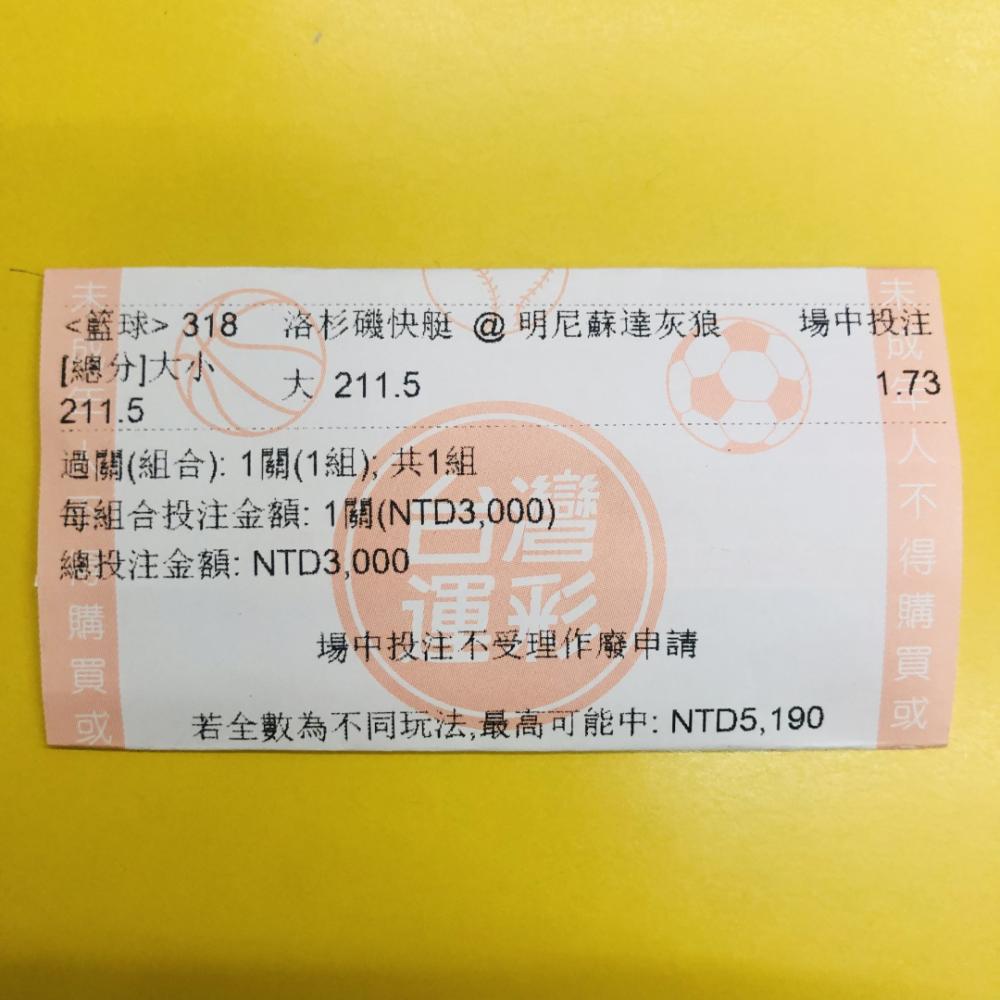 <籃球> 318 洛杉磯快艇 @ 明尼蘇達灰狼 場中投注
[總分]大小 211.5 大 211.5 1.73
過關(組合): 1關(1組); 共1組
每組合投注金額: 1關(NTD3,000)
總投注金額: NTD3,000
場中投注不受理作廢申請
若全數為不同玩法,最高可能中: NTD5,190
台灣
運彩
人不得購買或
購買或